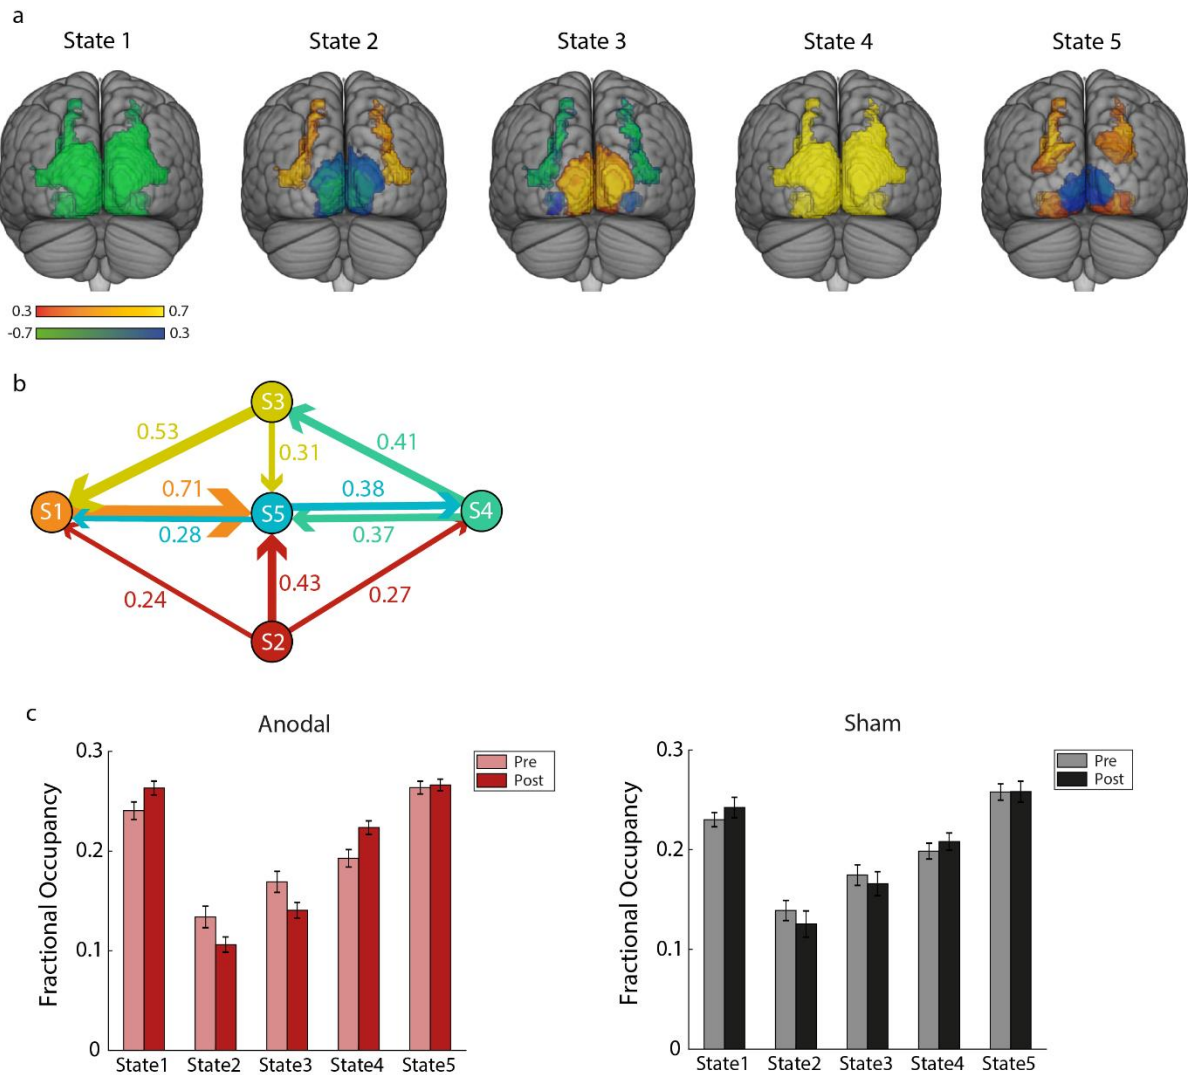 a
State 1 State 2 State 3 State 4 State 5
0.3 0.7
-0.7 0.3
b
S3
0.53 0.41
0.31
0.71 0.38
S1 S5 S4
0.28 0.37
0.43
0.24 0.27
S2
c
Anodal
Fractional Occupancy
0.3
0.2
0.1
0
Pre
Post
State1 State2 State3 State4 State5
Sham
Fractional Occupancy
0.3
0.2
0.1
0
Pre
Post
State1 State2 State3 State4 State5